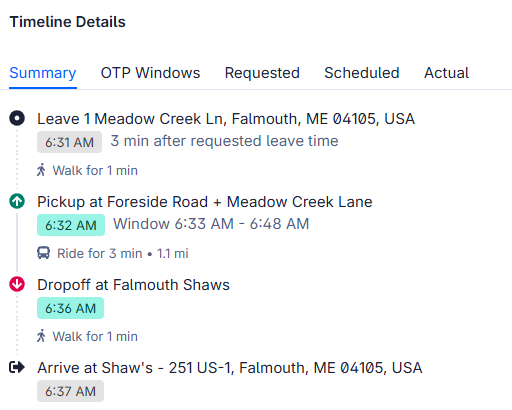 Timeline Details
Summary OTP Windows Requested Scheduled Actual
Leave 1 Meadow Creek Ln, Falmouth, ME 04105, USA
6:31 AM 3 min after requested leave time
Walk for 1 min
Pickup at Foreside Road + Meadow Creek Lane
6:32 AM Window 6:33 AM - 6:48 AM
Ride for 3 min • 1.1 mi
Dropoff at Falmouth Shaws
6:36 AM
Walk for 1 min
Arrive at Shaw's - 251 US-1, Falmouth, ME 04105, USA
6:37 AM